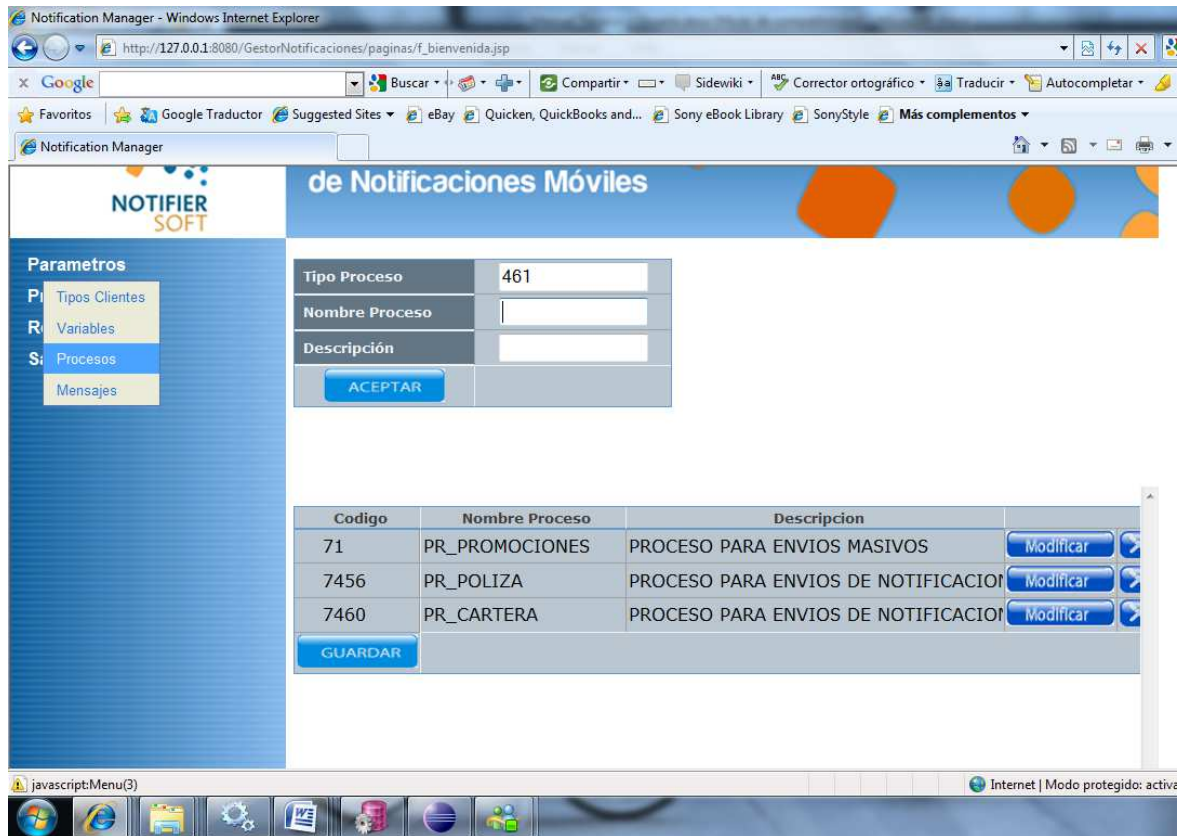 Notification Manager - Windows Internet Explorer
http://127.0.0.1:8080/GestorNotificaciones/paginas/f_bienvenida.jsp
x Google Buscar Compartir Sidewiki Corrector ortográfico Traducir Autocompletar
Favoritos Google Traductor Suggested Sites eBay Quicken, QuickBooks and... Sony eBook Library SonyStyle Más complementos
Notification Manager
NOTIFIER
SOFT
de Notificaciones Móviles
Parametros
Tipos Clientes
Variables
Procesos
Mensajes
Tipo Proceso 461
Nombre Proceso
Descripción
ACEPTAR
Codigo Nombre Proceso Descripcion
71 PR_PROMOCIONES PROCESO PARA ENVIOS MASIVOS Modificar
7456 PR_POLIZA PROCESO PARA ENVIOS DE NOTIFICACION Modificar
7460 PR_CARTERA PROCESO PARA ENVIOS DE NOTIFICACION Modificar
GUARDAR
javascript:Menu(3)
Internet | Modo protegido: activa